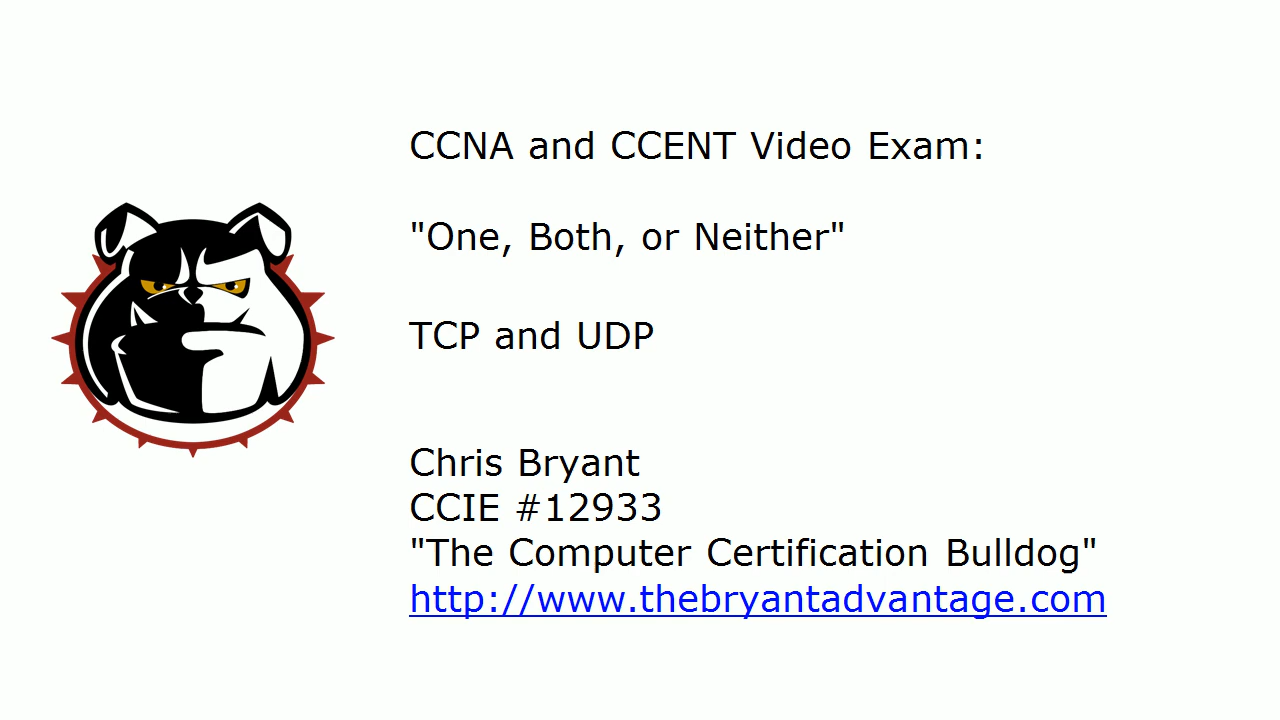 CCNA and CCENT Video Exam:
"One, Both, or Neither"
TCP and UDP
Chris Bryant
CCIE #12933
"The Computer Certification Bulldog"
http://www.thebryantadvantage.com